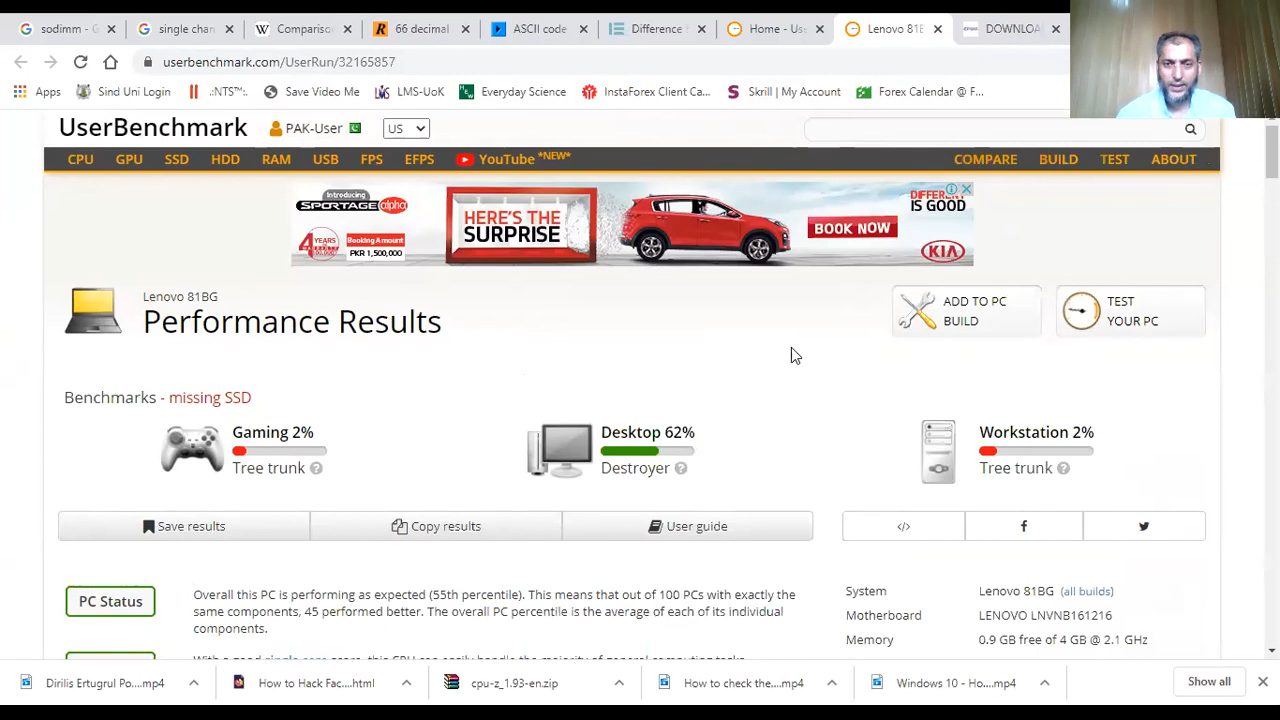 sodimm - G
single chan
Compariso
66 decimal
ASCII code
Difference
Home - Us
Lenovo 81B
DOWNLOA
userbenchmark.com/UserRun/32165857
Apps
Sind Uni Login
.:NTS™:.
Save Video Me
LMS-UoK
Everyday Science
InstaForex Client Ca...
Skrill | My Account
Forex Calendar @ F...
UserBenchmark
PAK-User
US
CPU GPU SSD HDD RAM USB FPS EFPS YouTube *NEW* COMPARE BUILD TEST ABOUT
Introducing
SPORTAGE alpha
4 YEARS
Booking Amount
PKR 1,500,000
HERE'S THE
SURPRISE
BOOK NOW
DIFFERENT
IS GOOD
KIA
Lenovo 81BG
Performance Results
ADD TO PC
BUILD
TEST
YOUR PC
Benchmarks - missing SSD
Gaming 2%
Tree trunk ?
Desktop 62%
Destroyer ?
Workstation 2%
Tree trunk ?
Save results
Copy results
User guide
</>
PC Status
Overall this PC is performing as expected (55th percentile). This means that out of 100 PCs with exactly the
same components, 45 performed better. The overall PC percentile is the average of each of its individual
components.
System Lenovo 81BG (all builds)
Motherboard LENOVO LNVNB161216
Memory 0.9 GB free of 4 GB @ 2.1 GHz
Dirilis Ertugrul Po....mp4
How to Hack Fac....html
cpu-z_1.93-en.zip
How to check the....mp4
Windows 10 - Ho....mp4
Show all